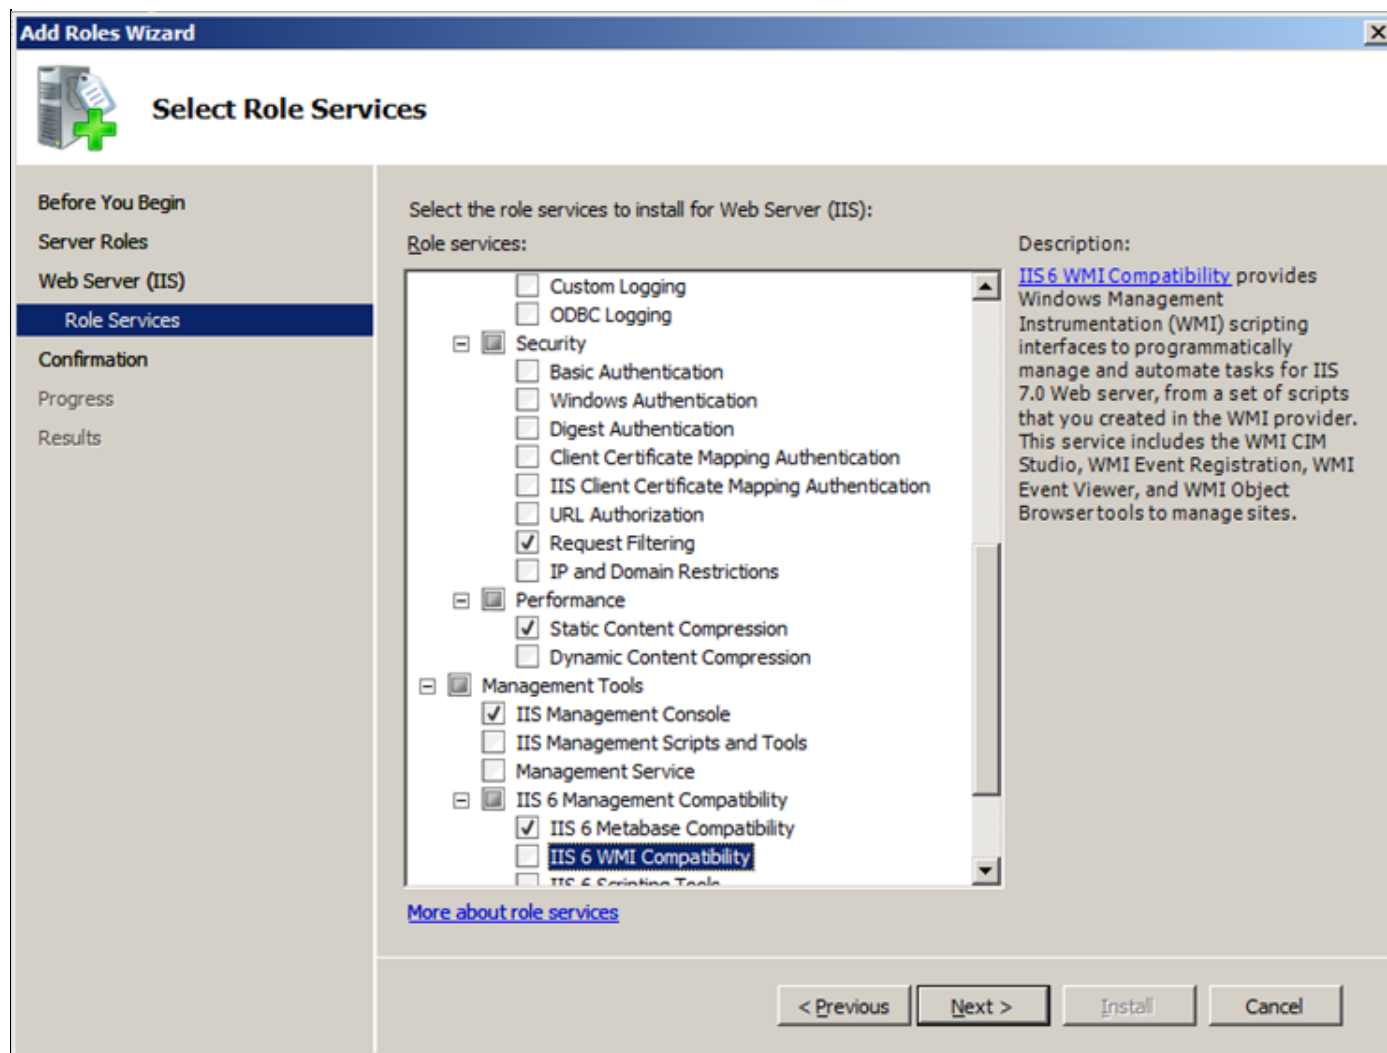 Add Roles Wizard
Select Role Services
Before You Begin
Server Roles
Web Server (IIS)
Role Services
Confirmation
Progress
Results
Select the role services to install for Web Server (IIS):
Role services:
Custom Logging
ODBC Logging
Security
Basic Authentication
Windows Authentication
Digest Authentication
Client Certificate Mapping Authentication
IIS Client Certificate Mapping Authentication
URL Authorization
Request Filtering
IP and Domain Restrictions
Performance
Static Content Compression
Dynamic Content Compression
Management Tools
IIS Management Console
IIS Management Scripts and Tools
Management Service
IIS 6 Management Compatibility
IIS 6 Metabase Compatibility
IIS 6 WMI Compatibility
IIS 6 Scripting Tools
More about role services
Description:
IIS 6 WMI Compatibility provides
Windows Management
Instrumentation (WMI) scripting
interfaces to programmatically
manage and automate tasks for IIS
7.0 Web server, from a set of scripts
that you created in the WMI provider.
This service includes the WMI CIM
Studio, WMI Event Registration, WMI
Event Viewer, and WMI Object
Browser tools to manage sites.
< Previous
Next >
Install
Cancel